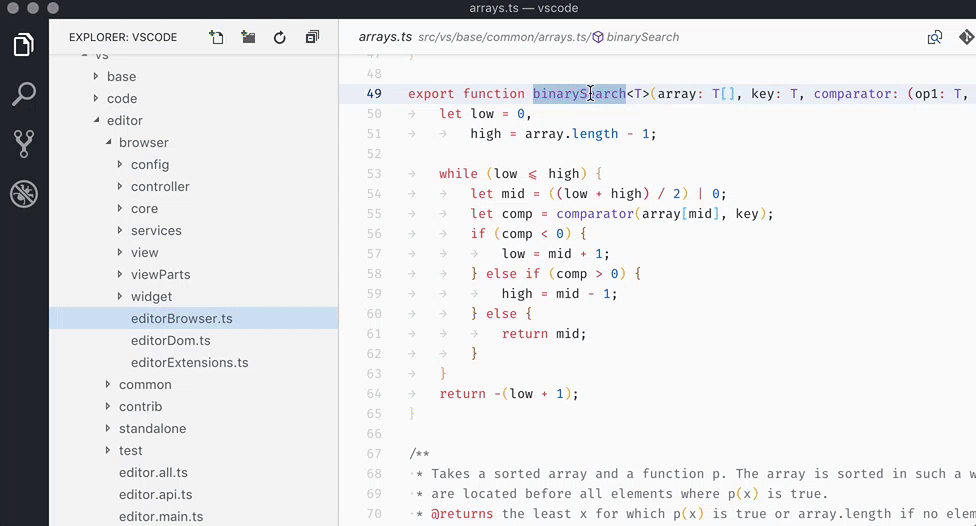 arrays.ts — vscode
EXPLORER: VSCODE
arrays.ts src/vs/base/common/arrays.ts/ binarySearch
vs
base
code
editor
browser
config
controller
core
services
view
viewParts
widget
editorBrowser.ts
editorDom.ts
editorExtensions.ts
common
contrib
standalone
test
editor.all.ts
editor.api.ts
editor.main.ts
47 }
48
49 export function binarySearch<T>(array: T[], key: T, comparator: (op1: T,
50 let low = 0,
51 high = array.length - 1;
52
53 while (low ⩽ high) {
54 let mid = ((low + high) / 2) | 0;
55 let comp = comparator(array[mid], key);
56 if (comp < 0) {
57 low = mid + 1;
58 } else if (comp > 0) {
59 high = mid - 1;
60 } else {
61 return mid;
62 }
63 }
64 return -(low + 1);
65 }
66
67 /**
68 * Takes a sorted array and a function p. The array is sorted in such a w
69 * are located before all elements where p(x) is true.
70 * @returns the least x for which p(x) is true or array.length if no elem